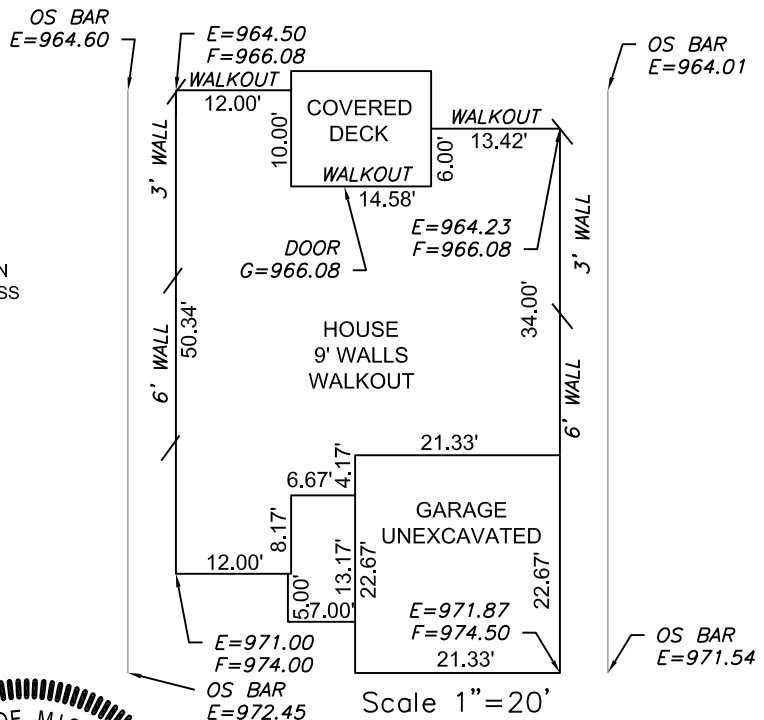 OS BAR
E=964.60
E=964.50
F=966.08
WALKOUT
12.00'
COVERED
DECK
10.00'
WALKOUT
14.58'
6.00'
WALKOUT
13.42'
OS BAR
E=964.01
3' WALL
DOOR
G=966.08
E=964.23
F=966.08
3' WALL
N
SS
50.34'
6' WALL
HOUSE
9' WALLS
WALKOUT
34.00'
6' WALL
21.33'
4.17'
6.67'
8.17'
GARAGE
UNEXCAVATED
12.00'
5.00'
7.00'
13.17'
22.67'
22.67'
E=971.87
F=974.50
21.33'
E=971.00
F=974.00
OS BAR
E=972.45
OS BAR
E=971.54
Scale 1"=20'